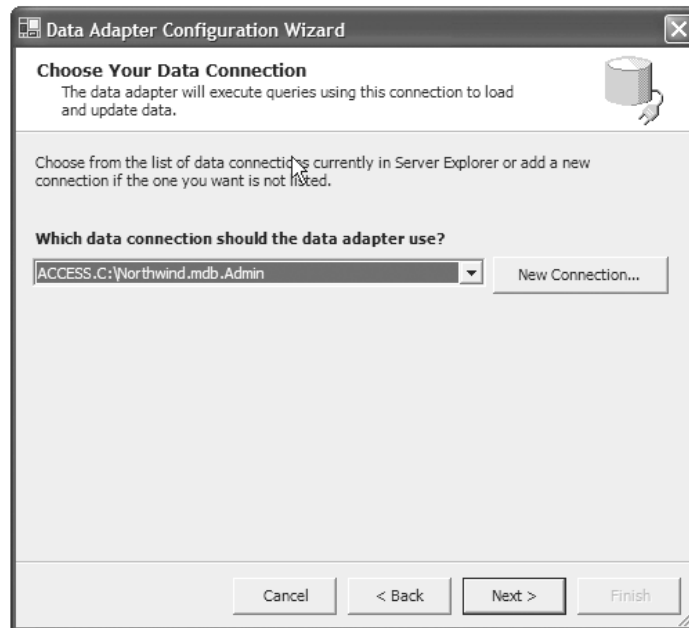 Data Adapter Configuration Wizard
Choose Your Data Connection
The data adapter will execute queries using this connection to load
and update data.
Choose from the list of data connections currently in Server Explorer or add a new
connection if the one you want is not listed.
Which data connection should the data adapter use?
ACCESS.C:\Northwind.mdb.Admin
New Connection...
Cancel
< Back
Next >
Finish